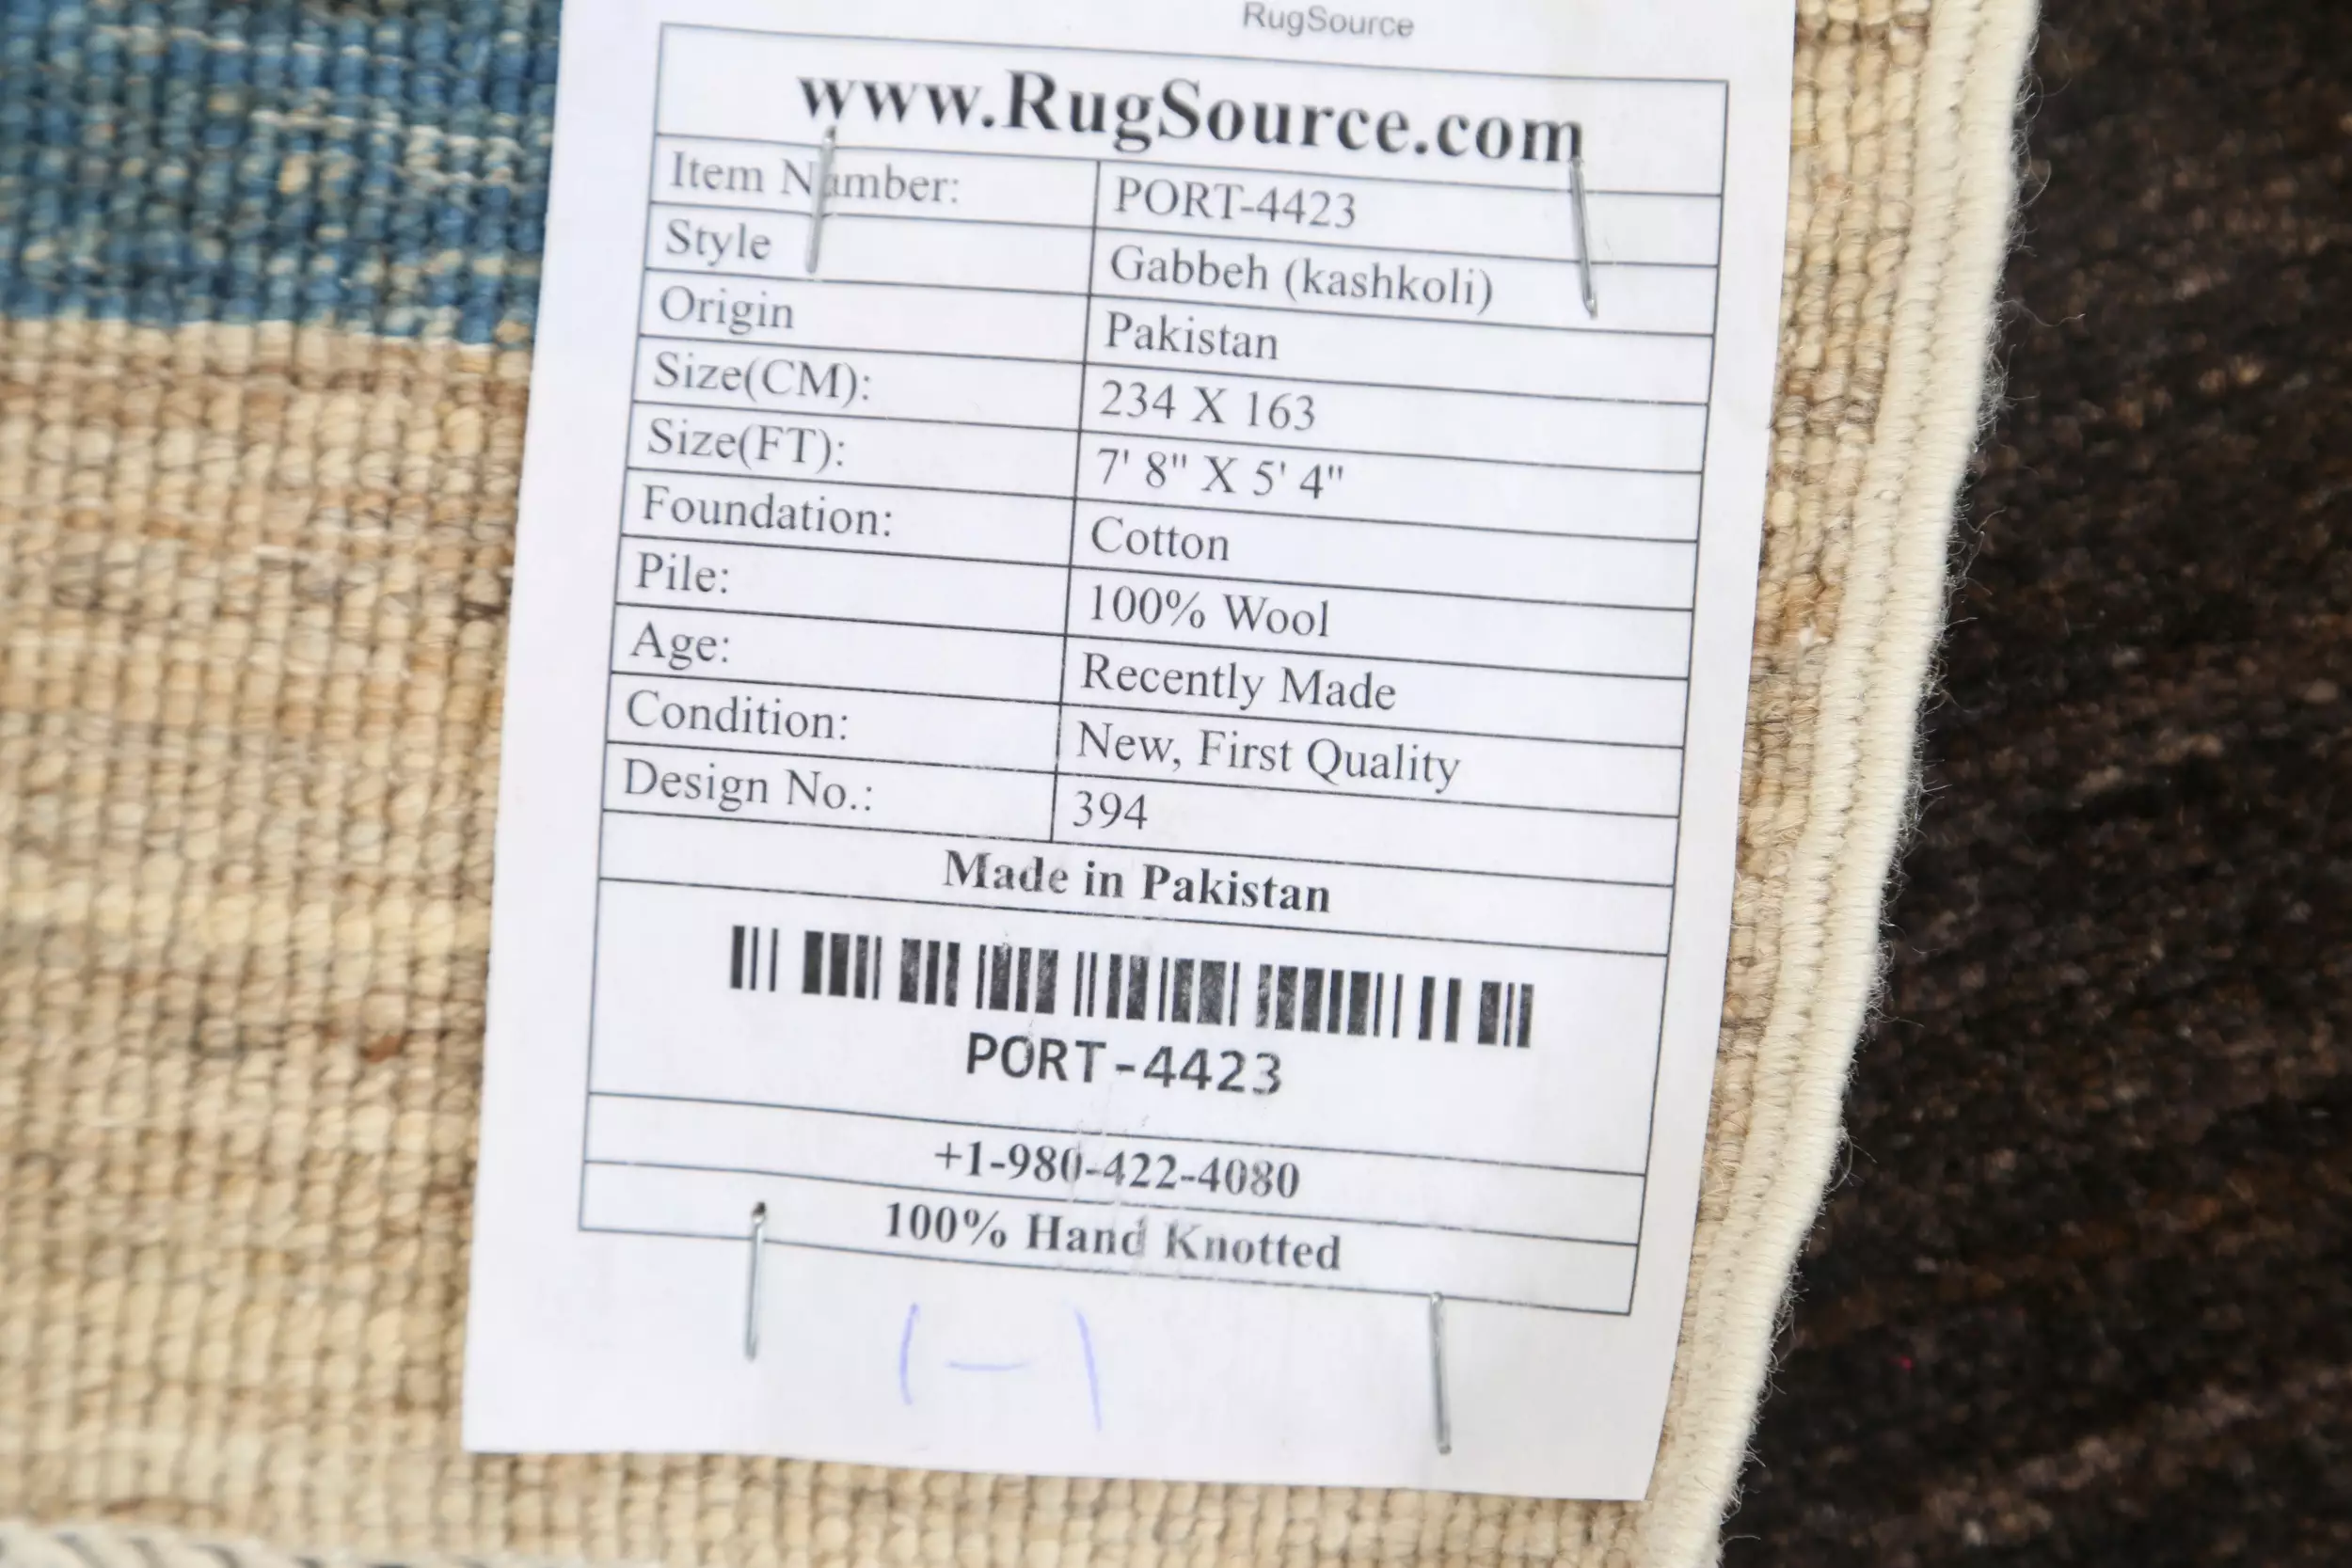 RugSource
www.RugSource.com
Item Number: PORT-4423
Style Gabbeh (kashkoli)
Origin Pakistan
Size(CM): 234 X 163
Size(FT): 7' 8" X 5' 4"
Foundation: Cotton
Pile: 100% Wool
Age: Recently Made
Condition: New, First Quality
Design No.: 394
Made in Pakistan
PORT-4423
+1-980-422-4080
100% Hand Knotted
1-1